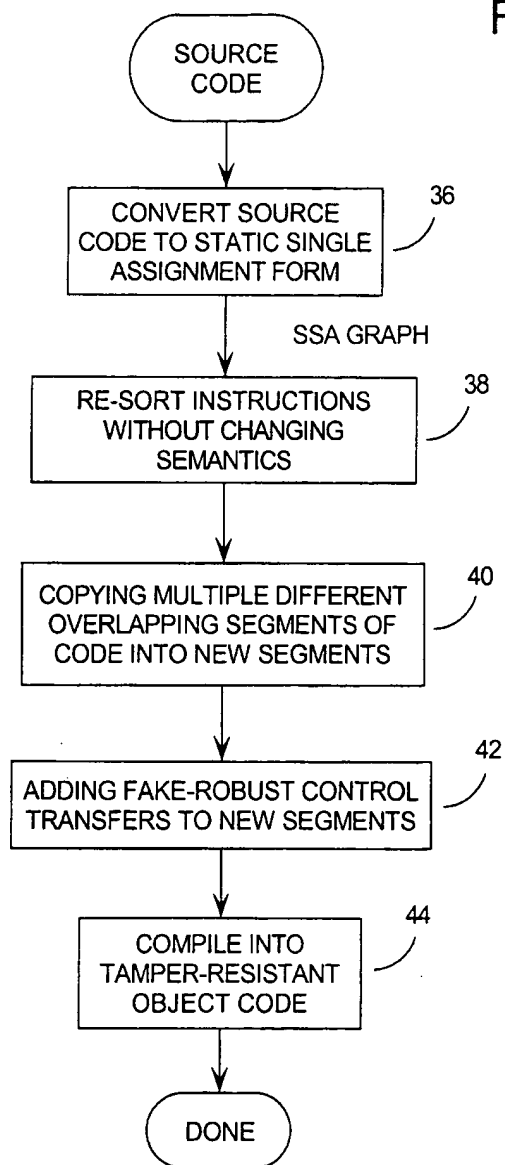 F
SOURCE
CODE
36
CONVERT SOURCE
CODE TO STATIC SINGLE
ASSIGNMENT FORM
SSA GRAPH
38
RE-SORT INSTRUCTIONS
WITHOUT CHANGING
SEMANTICS
40
COPYING MULTIPLE DIFFERENT
OVERLAPPING SEGMENTS OF
CODE INTO NEW SEGMENTS
42
ADDING FAKE-ROBUST CONTROL
TRANSFERS TO NEW SEGMENTS
44
COMPILE INTO
TAMPER-RESISTANT
OBJECT CODE
DONE